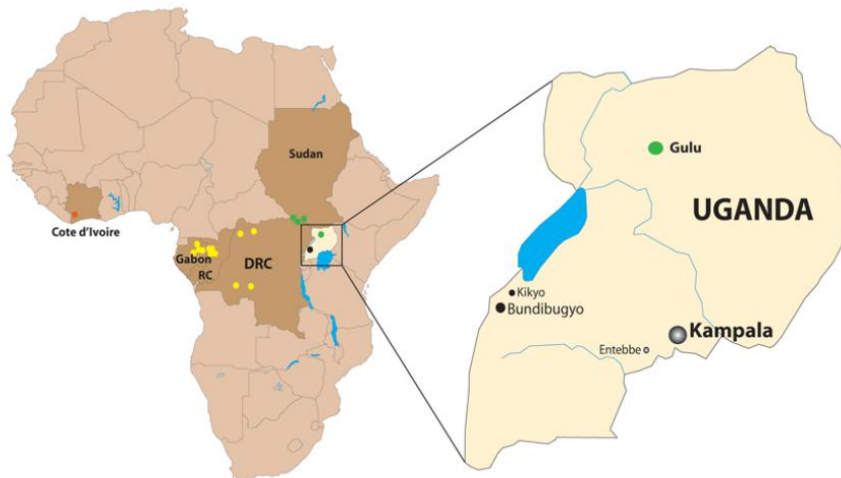 Sudan
Cote d'Ivoire
Gabon
RC
DRC
Gulu
UGANDA
Kikyo
Bundibugyo
Kampala
Entebbe